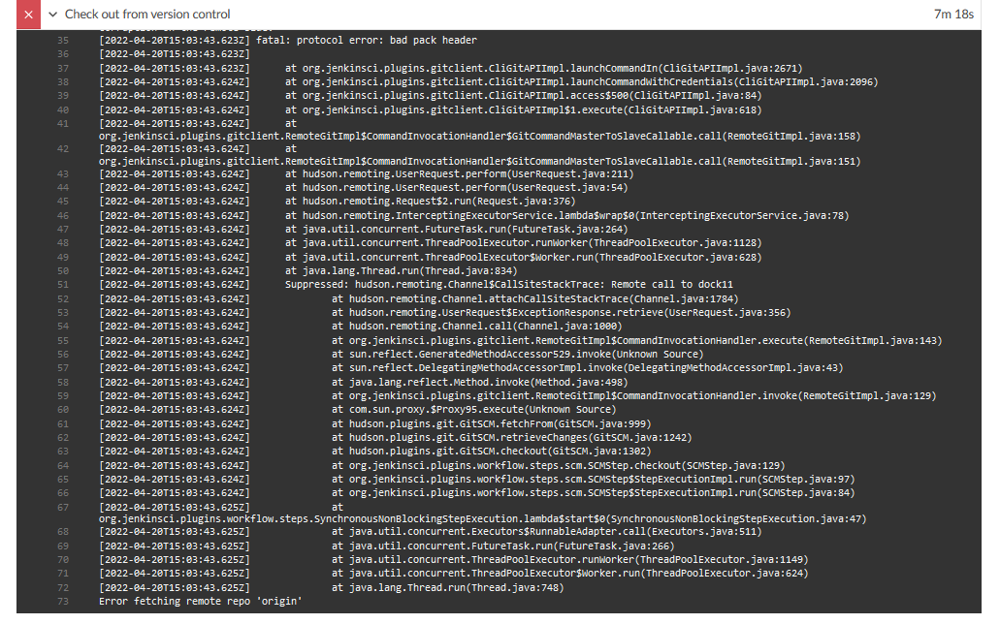 Check out from version control 7m 18s
35 [2022-04-20T15:03:43.623Z] fatal: protocol error: bad pack header
36 [2022-04-20T15:03:43.623Z]
37 [2022-04-20T15:03:43.624Z] at org.jenkinsci.plugins.gitclient.CliGitAPIImpl.launchCommandIn(CliGitAPIImpl.java:2671)
38 [2022-04-20T15:03:43.624Z] at org.jenkinsci.plugins.gitclient.CliGitAPIImpl.launchCommandWithCredentials(CliGitAPIImpl.java:2096)
39 [2022-04-20T15:03:43.624Z] at org.jenkinsci.plugins.gitclient.CliGitAPIImpl.access$500(CliGitAPIImpl.java:84)
40 [2022-04-20T15:03:43.624Z] at org.jenkinsci.plugins.gitclient.CliGitAPIImpl$1.execute(CliGitAPIImpl.java:618)
41 [2022-04-20T15:03:43.624Z] at
org.jenkinsci.plugins.gitclient.RemoteGitImpl$CommandInvocationHandler$GitCommandMasterToSlaveCallable.call(RemoteGitImpl.java:158)
42 [2022-04-20T15:03:43.624Z] at
org.jenkinsci.plugins.gitclient.RemoteGitImpl$CommandInvocationHandler$GitCommandMasterToSlaveCallable.call(RemoteGitImpl.java:151)
43 [2022-04-20T15:03:43.624Z] at hudson.remoting.UserRequest.perform(UserRequest.java:211)
44 [2022-04-20T15:03:43.624Z] at hudson.remoting.UserRequest.perform(UserRequest.java:54)
45 [2022-04-20T15:03:43.624Z] at hudson.remoting.Request$2.run(Request.java:376)
46 [2022-04-20T15:03:43.624Z] at hudson.remoting.InterceptingExecutorService.lambda$wrap$0(InterceptingExecutorService.java:78)
47 [2022-04-20T15:03:43.624Z] at java.util.concurrent.FutureTask.run(FutureTask.java:264)
48 [2022-04-20T15:03:43.624Z] at java.util.concurrent.ThreadPoolExecutor.runWorker(ThreadPoolExecutor.java:1128)
49 [2022-04-20T15:03:43.624Z] at java.util.concurrent.ThreadPoolExecutor$Worker.run(ThreadPoolExecutor.java:628)
50 [2022-04-20T15:03:43.624Z] at java.lang.Thread.run(Thread.java:834)
51 [2022-04-20T15:03:43.624Z] Suppressed: hudson.remoting.Channel$CallSiteStackTrace: Remote call to dock11
52 [2022-04-20T15:03:43.624Z] at hudson.remoting.Channel.attachCallSiteStackTrace(Channel.java:1784)
53 [2022-04-20T15:03:43.624Z] at hudson.remoting.UserRequest$ExceptionResponse.retrieve(UserRequest.java:356)
54 [2022-04-20T15:03:43.624Z] at hudson.remoting.Channel.call(Channel.java:1000)
55 [2022-04-20T15:03:43.624Z] at org.jenkinsci.plugins.gitclient.RemoteGitImpl$CommandInvocationHandler.execute(RemoteGitImpl.java:143)
56 [2022-04-20T15:03:43.624Z] at sun.reflect.GeneratedMethodAccessor529.invoke(Unknown Source)
57 [2022-04-20T15:03:43.624Z] at sun.reflect.DelegatingMethodAccessorImpl.invoke(DelegatingMethodAccessorImpl.java:43)
58 [2022-04-20T15:03:43.624Z] at java.lang.reflect.Method.invoke(Method.java:498)
59 [2022-04-20T15:03:43.624Z] at org.jenkinsci.plugins.gitclient.RemoteGitImpl$CommandInvocationHandler.invoke(RemoteGitImpl.java:129)
60 [2022-04-20T15:03:43.624Z] at com.sun.proxy.$Proxy95.execute(Unknown Source)
61 [2022-04-20T15:03:43.624Z] at hudson.plugins.git.GitSCM.fetchFrom(GitSCM.java:999)
62 [2022-04-20T15:03:43.624Z] at hudson.plugins.git.GitSCM.retrieveChanges(GitSCM.java:1242)
63 [2022-04-20T15:03:43.624Z] at hudson.plugins.git.GitSCM.checkout(GitSCM.java:1302)
64 [2022-04-20T15:03:43.624Z] at org.jenkinsci.plugins.workflow.steps.scm.SCMStep.checkout(SCMStep.java:129)
65 [2022-04-20T15:03:43.624Z] at org.jenkinsci.plugins.workflow.steps.scm.SCMStep$StepExecutionImpl.run(SCMStep.java:97)
66 [2022-04-20T15:03:43.624Z] at org.jenkinsci.plugins.workflow.steps.scm.SCMStep$StepExecutionImpl.run(SCMStep.java:84)
67 [2022-04-20T15:03:43.625Z] at
org.jenkinsci.plugins.workflow.steps.SynchronousNonBlockingStepExecution.lambda$start$0(SynchronousNonBlockingStepExecution.java:47)
68 [2022-04-20T15:03:43.625Z] at java.util.concurrent.Executors$RunnableAdapter.call(Executors.java:511)
69 [2022-04-20T15:03:43.625Z] at java.util.concurrent.FutureTask.run(FutureTask.java:266)
70 [2022-04-20T15:03:43.625Z] at java.util.concurrent.ThreadPoolExecutor.runWorker(ThreadPoolExecutor.java:1149)
71 [2022-04-20T15:03:43.625Z] at java.util.concurrent.ThreadPoolExecutor$Worker.run(ThreadPoolExecutor.java:624)
72 [2022-04-20T15:03:43.625Z] at java.lang.Thread.run(Thread.java:748)
73 Error fetching remote repo 'origin'